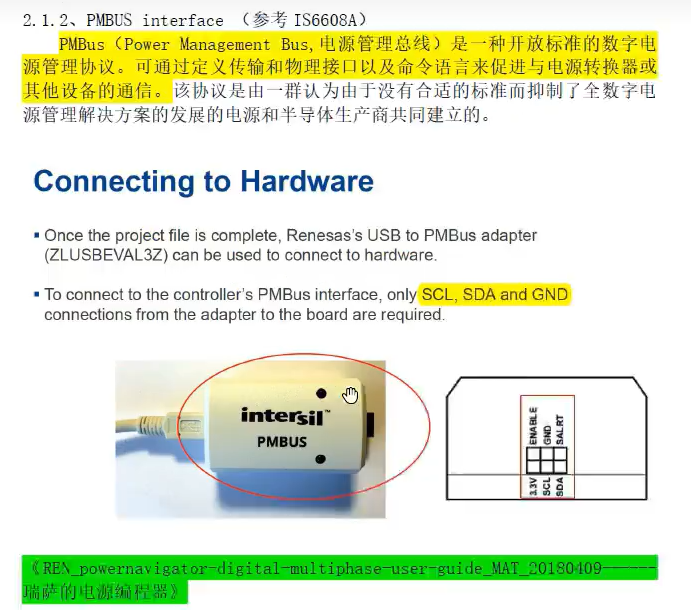 2.1.2、PMBUS interface （参考 IS6608A）
PMBus（Power Management Bus,电源管理总线）是一种开放标准的数字电
源管理协议。可通过定义传输和物理接口以及命令语言来促进与电源转换器或
其他设备的通信。该协议是由一群认为由于没有合适的标准而抑制了全数字电
源管理解决方案的发展的电源和半导体生产商共同建立的。
Connecting to Hardware
▪ Once the project file is complete, Renesas's USB to PMBus adapter
(ZLUSBEVAL3Z) can be used to connect to hardware.
▪ To connect to the controller's PMBus interface, only SCL, SDA and GND
connections from the adapter to the board are required.
intersil™
PMBUS
ENABLE
GND
SALRT
3.3V
SCL
SDA
《REN_powernavigator-digital-multiphase-user-guide_MAT_20180409------
瑞萨的电源编程器》